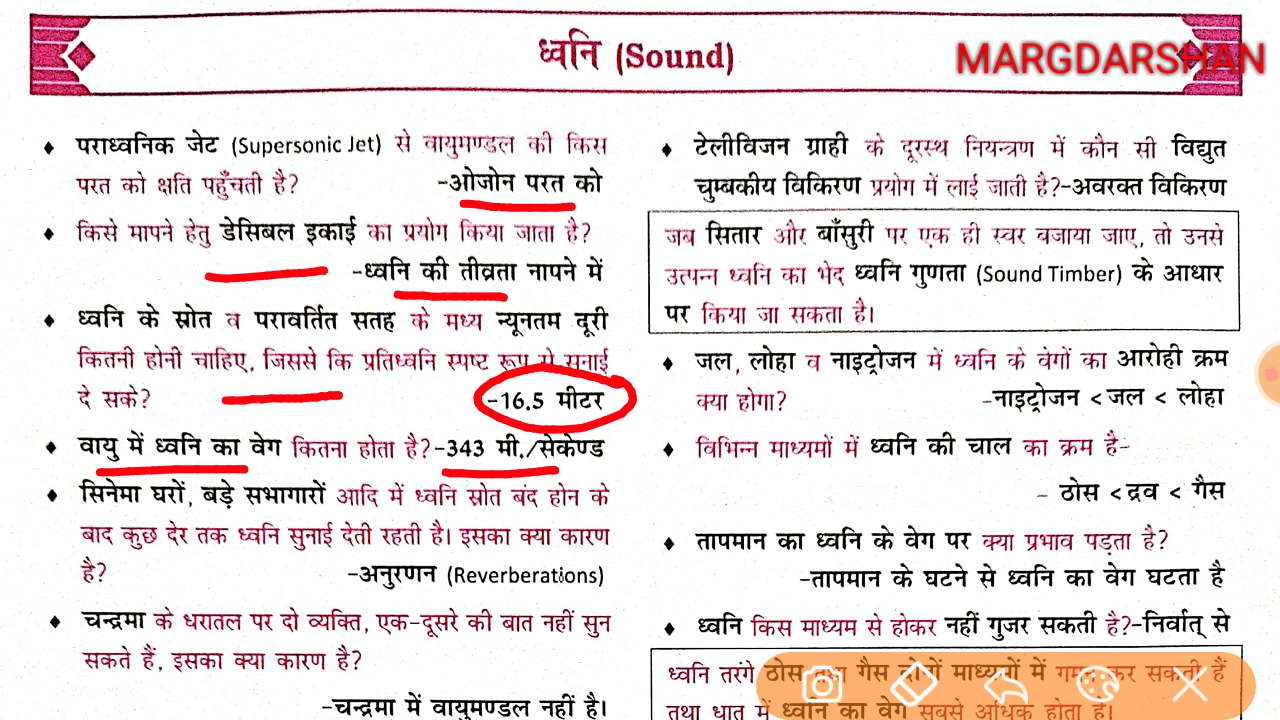 ध्वनि (Sound)
MARGDARSHAN
पराध्वनिक जेट (Supersonic Jet) से वायुमण्डल की किस
परत को क्षति पहुँचती है? -ओजोन परत को
किसे मापने हेतु डेसिबल इकाई का प्रयोग किया जाता है?
-ध्वनि की तीव्रता नापने में
ध्वनि के स्रोत व परावर्तित सतह के मध्य न्यूनतम दूरी
कितनी होनी चाहिए, जिससे कि प्रतिध्वनि स्पष्ट रूप से सुनाई
दे सके? -16.5 मीटर
वायु में ध्वनि का वेग कितना होता है?-343 मी./सेकेण्ड
सिनेमा घरों, बड़े सभागारों आदि में ध्वनि स्रोत बंद होन के
बाद कुछ देर तक ध्वनि सुनाई देती रहती है। इसका क्या कारण
है? -अनुरणन (Reverberations)
चन्द्रमा के धरातल पर दो व्यक्ति, एक-दूसरे की बात नहीं सुन
सकते हैं, इसका क्या कारण है?
-चन्द्रमा में वायुमण्डल नहीं है।
टेलीविजन ग्राही के दूरस्थ नियन्त्रण में कौन सी विद्युत
चुम्बकीय विकिरण प्रयोग में लाई जाती है?-अवरक्त विकिरण
जब सितार और बाँसुरी पर एक ही स्वर बजाया जाए, तो उनसे
उत्पन्न ध्वनि का भेद ध्वनि गुणता (Sound Timber) के आधार
पर किया जा सकता है।
जल, लोहा व नाइट्रोजन में ध्वनि के वेगों का आरोही क्रम
क्या होगा? -नाइट्रोजन < जल < लोहा
विभिन्न माध्यमों में ध्वनि की चाल का क्रम है-
- ठोस < द्रव < गैस
तापमान का ध्वनि के वेग पर क्या प्रभाव पड़ता है?
-तापमान के घटने से ध्वनि का वेग घटता है
ध्वनि किस माध्यम से होकर नहीं गुजर सकती है?-निर्वात् से
ध्वनि तरंगे ठोस तथा गैस दोनों माध्यमों में गमन कर सकती हैं
तथा धातु में ध्वनि का वेग सबसे अधिक होता है।